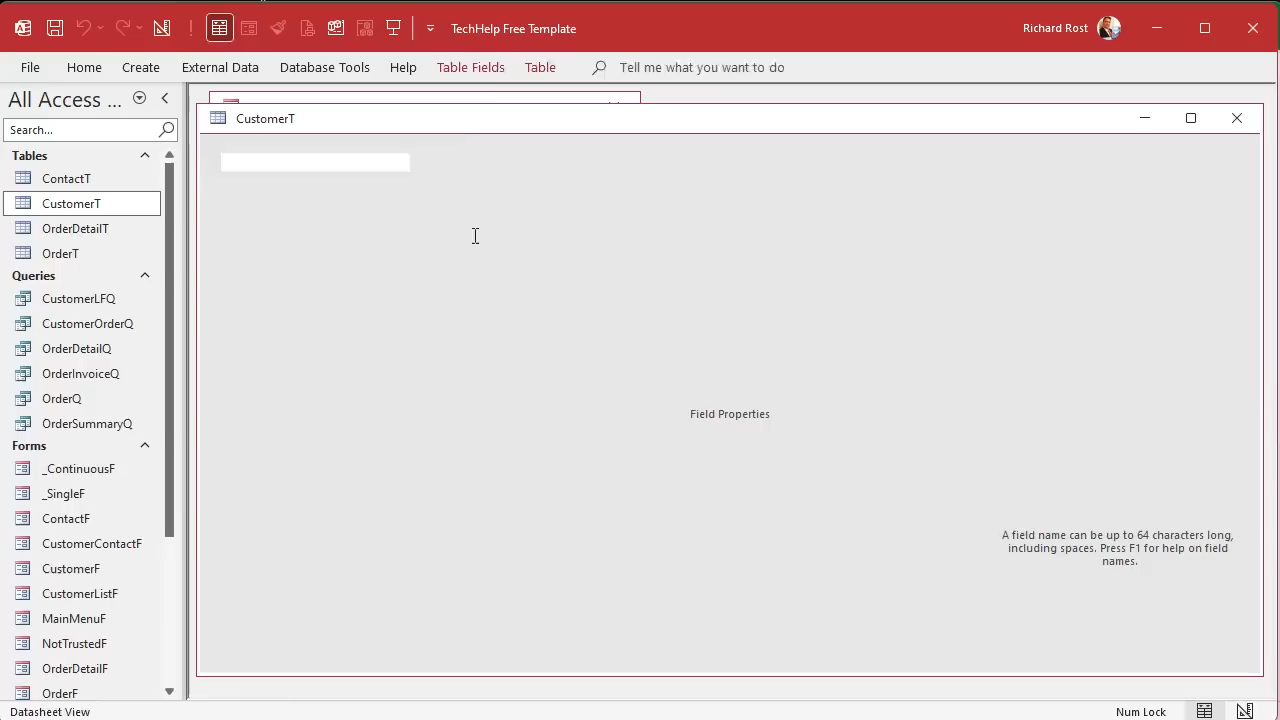 TechHelp Free Template
Richard Rost
File
Home
Create
External Data
Database Tools
Help
Table Fields
Table
Tell me what you want to do
All Access ...
Search...
Tables
ContactT
CustomerT
OrderDetailT
OrderT
Queries
CustomerLFQ
CustomerOrderQ
OrderDetailQ
OrderInvoiceQ
OrderQ
OrderSummaryQ
Forms
_ContinuousF
_SingleF
ContactF
CustomerContactF
CustomerF
CustomerListF
MainMenuF
NotTrustedF
OrderDetailF
OrderF
CustomerT
Field Properties
A field name can be up to 64 characters long,
including spaces. Press F1 for help on field
names.
Datasheet View
Num Lock